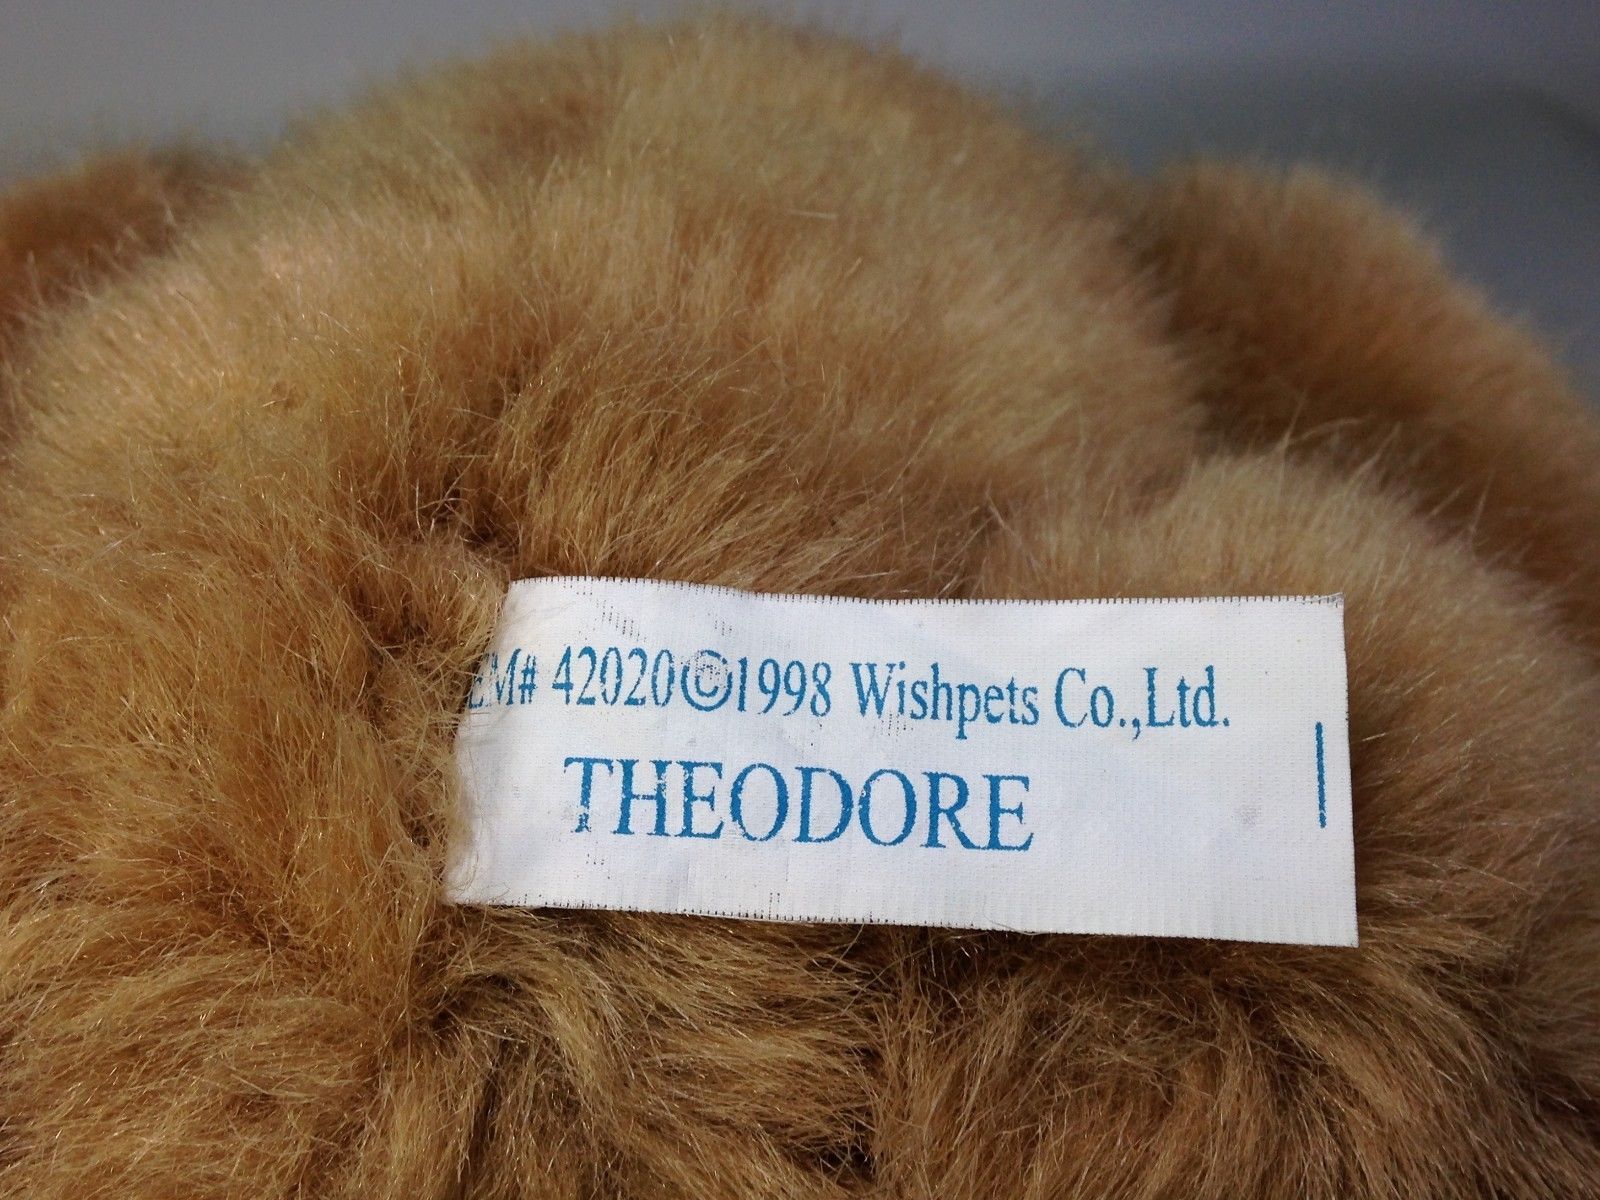 EM# 42020©1998 Wishpets Co.,Ltd.
THEODORE